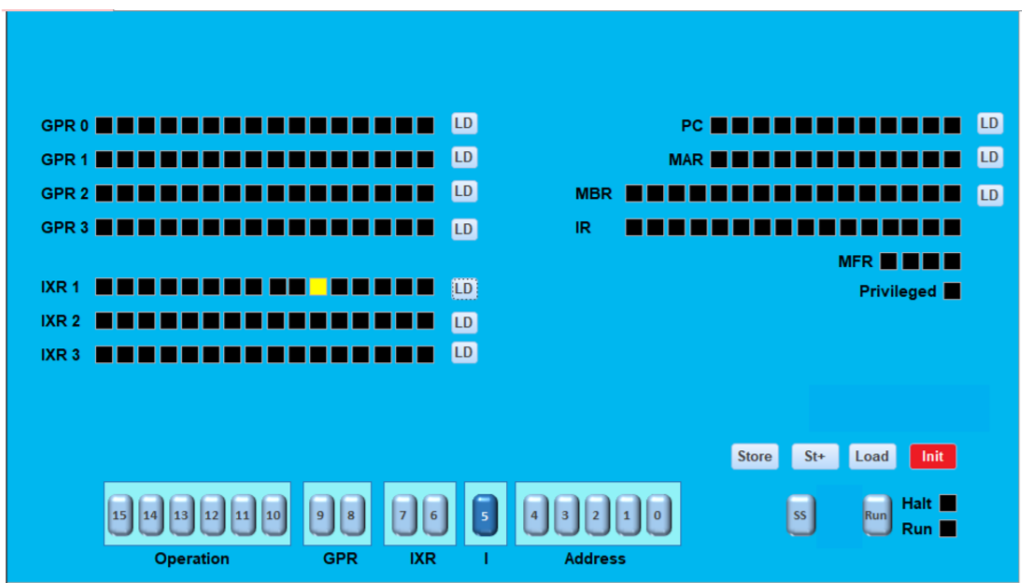 GPR 0 LD PC LD
GPR 1 LD MAR LD
GPR 2 LD MBR LD
GPR 3 LD IR
MFR
IXR 1 LD Privileged
IXR 2 LD
IXR 3 LD
Store St+ Load Init
15 14 13 12 11 10 9 8 7 6 5 4 3 2 1 0 SS Run Halt
Run
Operation GPR IXR I Address